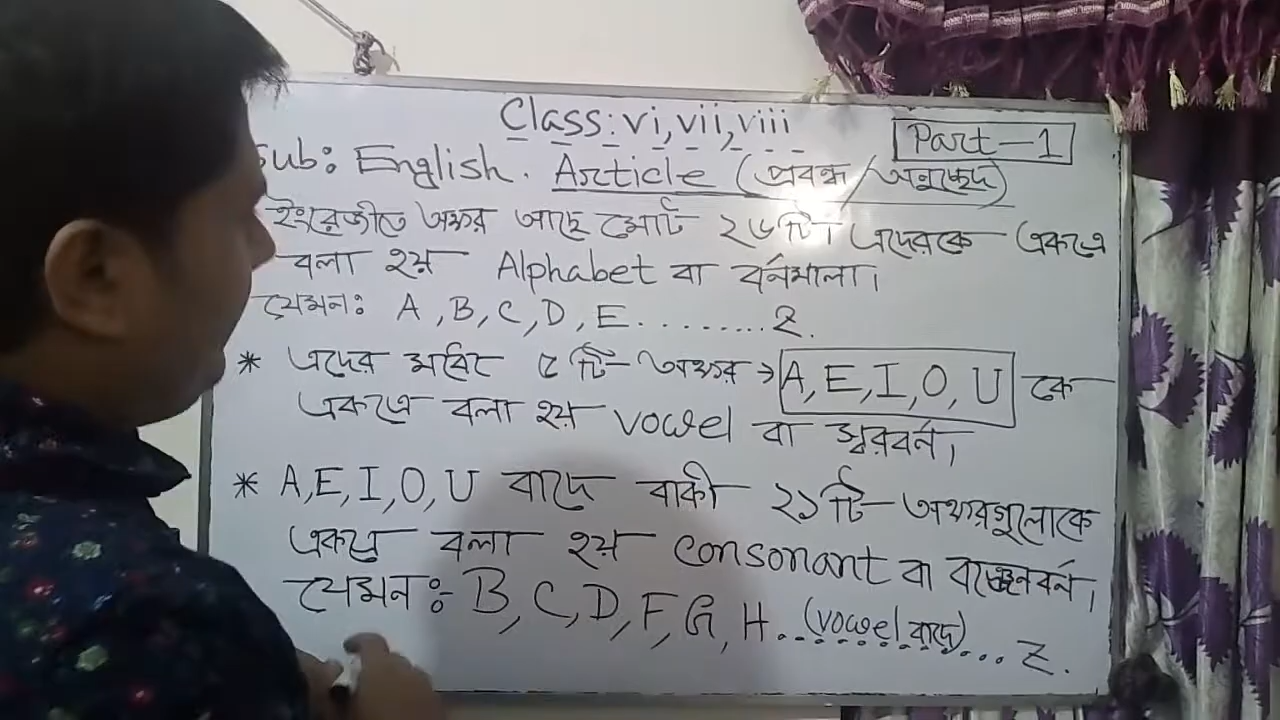 Class: vi, vii, viii
Part-1
Sub: English. Article (প্রবন্ধ/অনুচ্ছেদ)
ইংরেজীতে অক্ষর আছে মোট ২৬টি। এদেরকে একত্রে
বলা হয় Alphabet বা বর্নমালা।
যেমন: A, B, C, D, E.........Z.
* এদের মধ্যে ৫টি অক্ষর → A, E, I, O, U কে
একত্রে বলা হয় vowel বা স্বরবর্ন।
* A, E, I, O, U বাদে বাকী ২১টি অক্ষরগুলোকে
একত্রে বলা হয় consonant বা ব্যঞ্জনবর্ন।
যেমন: B, C, D, F, G, H...(vowel বাদে)...Z.